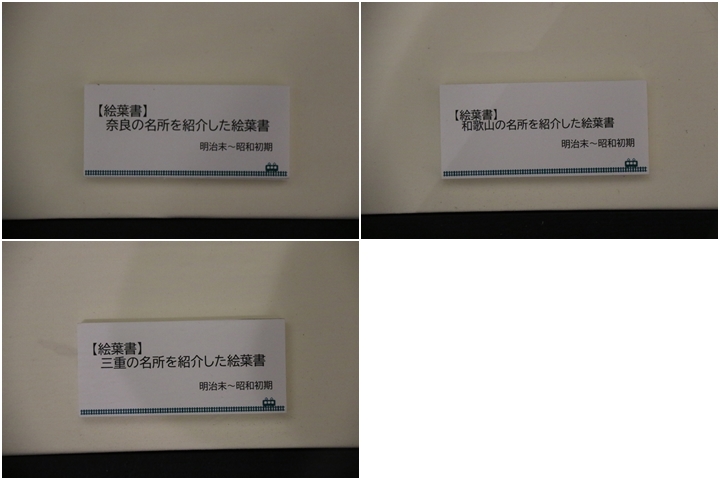 【絵葉書】
奈良の名所を紹介した絵葉書
明治末～昭和初期
【絵葉書】
和歌山の名所を紹介した絵葉書
明治末～昭和初期
【絵葉書】
三重の名所を紹介した絵葉書
明治末～昭和初期